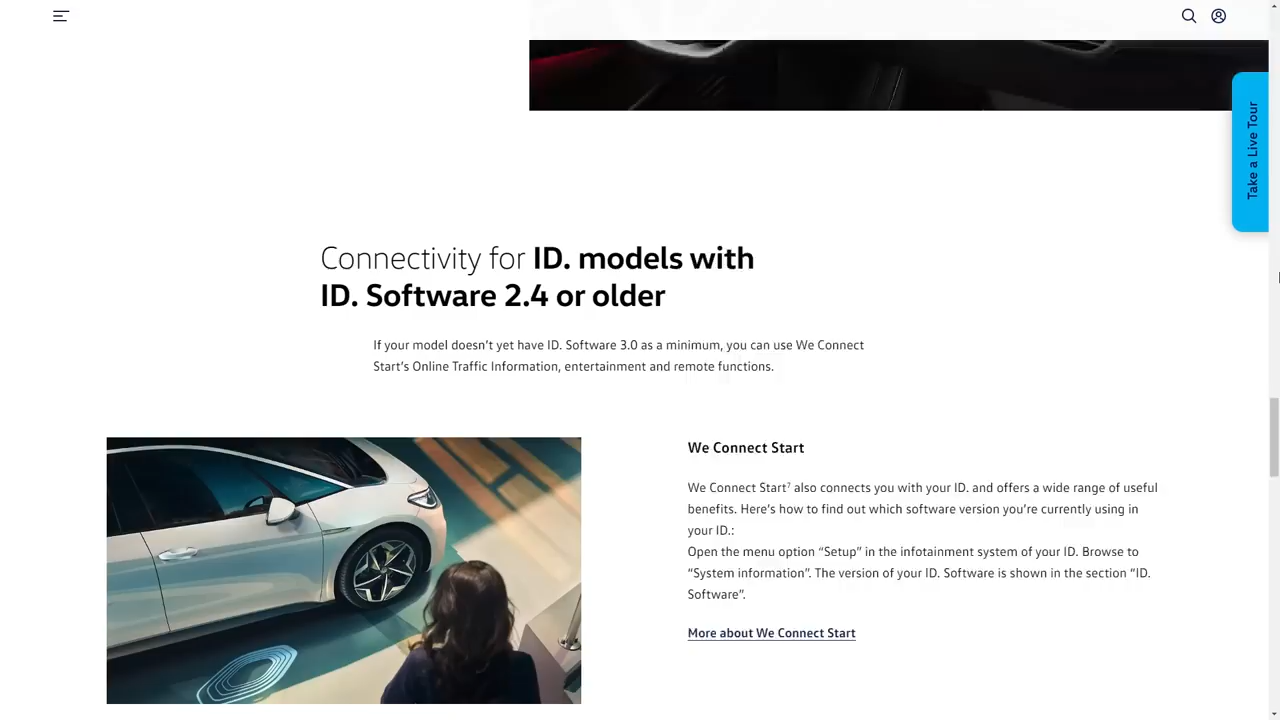 Take a Live Tour
Connectivity for ID. models with
ID. Software 2.4 or older
If your model doesn't yet have ID. Software 3.0 as a minimum, you can use We Connect
Start's Online Traffic Information, entertainment and remote functions.
We Connect Start
We Connect Start⁷ also connects you with your ID. and offers a wide range of useful
benefits. Here's how to find out which software version you're currently using in
your ID.:
Open the menu option “Setup” in the infotainment system of your ID. Browse to
“System information”. The version of your ID. Software is shown in the section “ID.
Software”.
More about We Connect Start